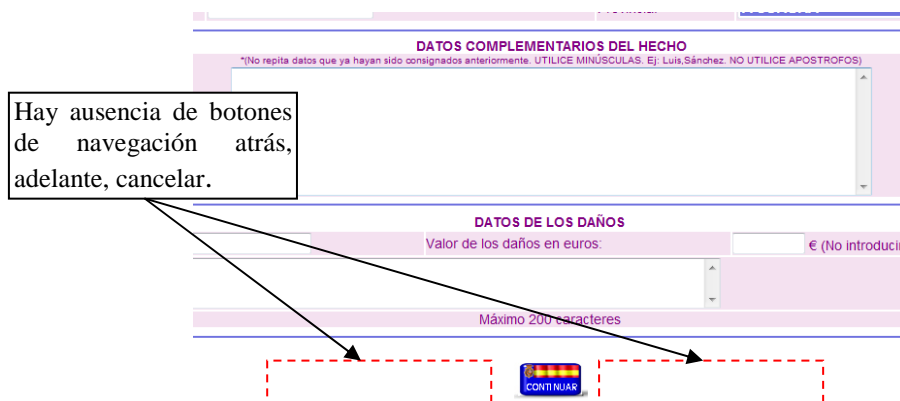 DATOS COMPLEMENTARIOS DEL HECHO
*(No repita datos que ya hayan sido consignados anteriormente. UTILICE MINÚSCULAS. Ej: Luis,Sánchez. NO UTILICE APOSTROFOS)
Hay ausencia de botones
de navegación atrás,
adelante, cancelar.
DATOS DE LOS DAÑOS
Valor de los daños en euros:
€ (No introducir
Máximo 200 caracteres
CONTINUAR